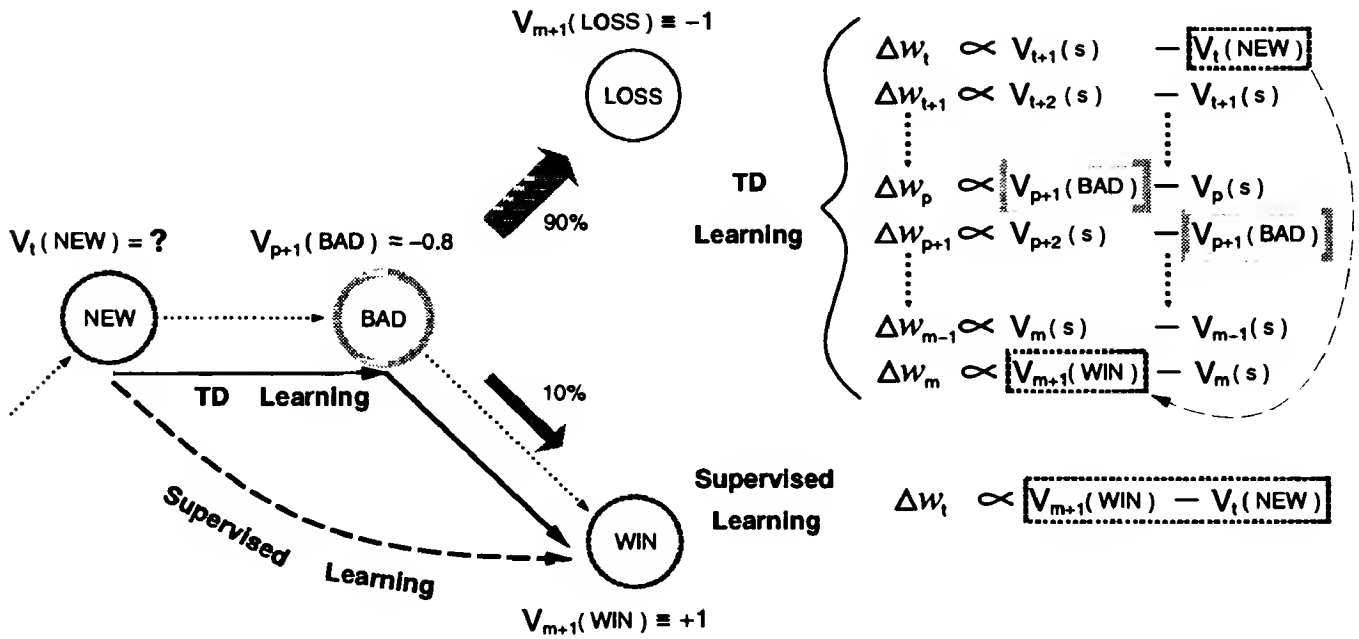 V_{m+1}(LOSS) ≡ −1
LOSS
90%
V_t(NEW) = ?
V_{p+1}(BAD) ≈ −0.8
NEW
BAD
TD Learning
10%
Supervised Learning
WIN
V_{m+1}(WIN) ≡ +1
TD
Learning
Δw_t ∝ V_{t+1}(s) − V_t(NEW)
Δw_{t+1} ∝ V_{t+2}(s) − V_{t+1}(s)
Δw_p ∝ [V_{p+1}(BAD)] − V_p(s)
Δw_{p+1} ∝ V_{p+2}(s) − [V_{p+1}(BAD)]
Δw_{m−1} ∝ V_m(s) − V_{m−1}(s)
Δw_m ∝ V_{m+1}(WIN) − V_m(s)
Supervised
Learning
Δw_t ∝ V_{m+1}(WIN) − V_t(NEW)